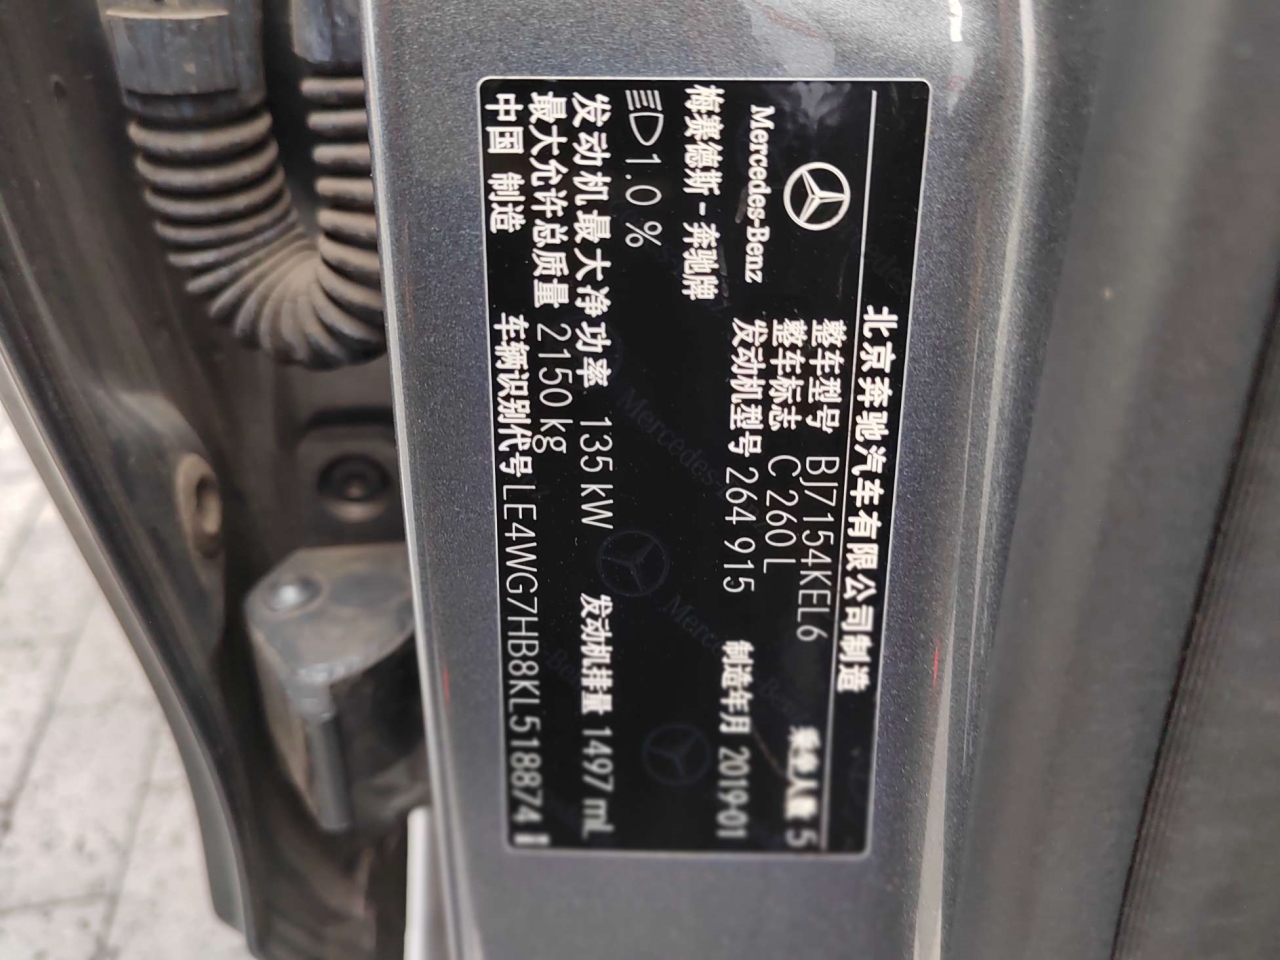 北京奔驰汽车有限公司制造
Mercedes-Benz
梅赛德斯-奔驰牌
整车型号 BJ7154KEL6 乘坐人数 5
整车标志 C 260 L
发动机型号 264 915 制造年月 2019-01
1.0 %
发动机最大净功率 135 kW 发动机排量 1497 mL
最大允许总质量 2150 kg
中国 制造 车辆识别代号 LE4WG7HB8KL518874